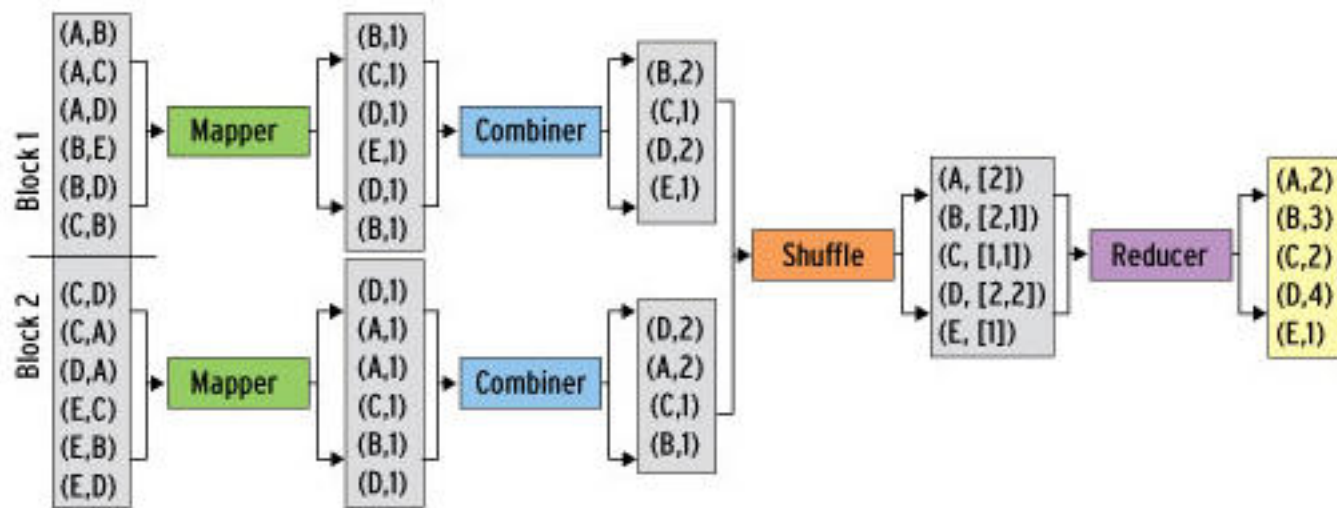 Block 1
(A,B)
(A,C)
(A,D)
(B,E)
(B,D)
(C,B)
Mapper
(B,1)
(C,1)
(D,1)
(E,1)
(D,1)
(B,1)
Combiner
(B,2)
(C,1)
(D,2)
(E,1)
Block 2
(C,D)
(C,A)
(D,A)
(E,C)
(E,B)
(E,D)
Mapper
(D,1)
(A,1)
(A,1)
(C,1)
(B,1)
(D,1)
Combiner
(D,2)
(A,2)
(C,1)
(B,1)
Shuffle
(A, [2])
(B, [2,1])
(C, [1,1])
(D, [2,2])
(E, [1])
Reducer
(A,2)
(B,3)
(C,2)
(D,4)
(E,1)